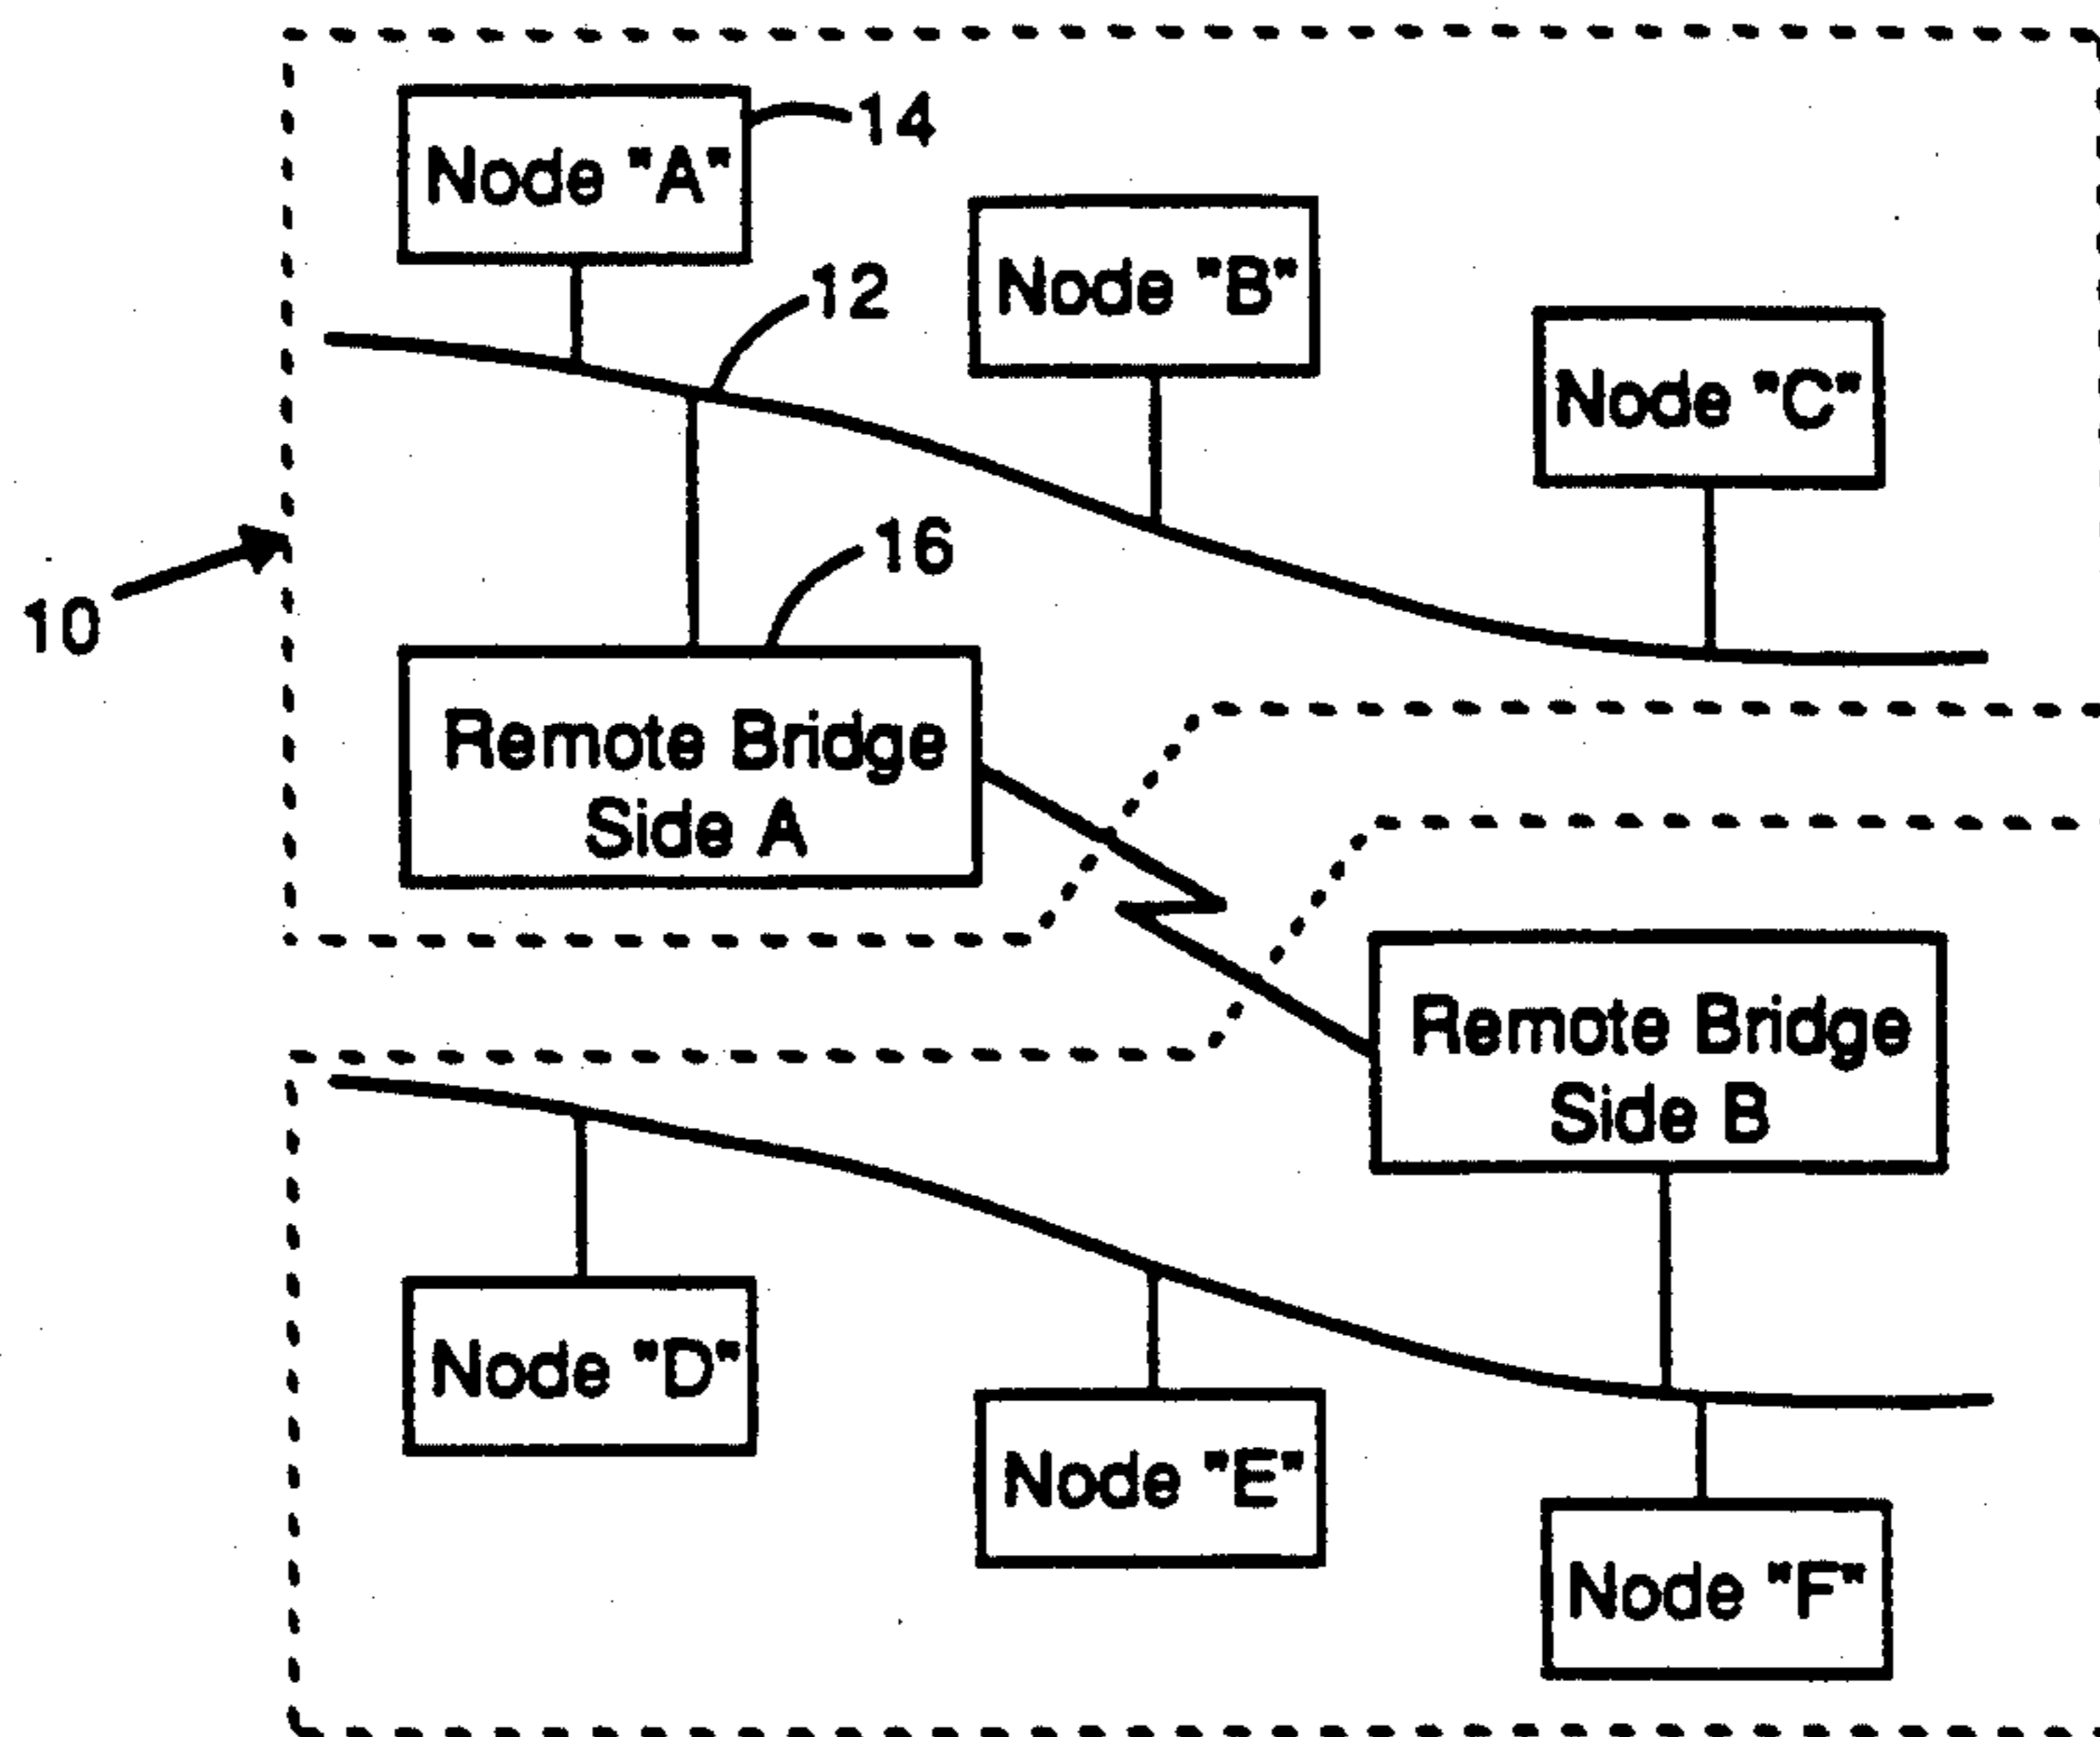 14
Node "A"
12
Node "B"
Node "C"
16
10
Remote Bridge
Side A
Remote Bridge
Side B
Node "D"
Node "E"
Node "F"